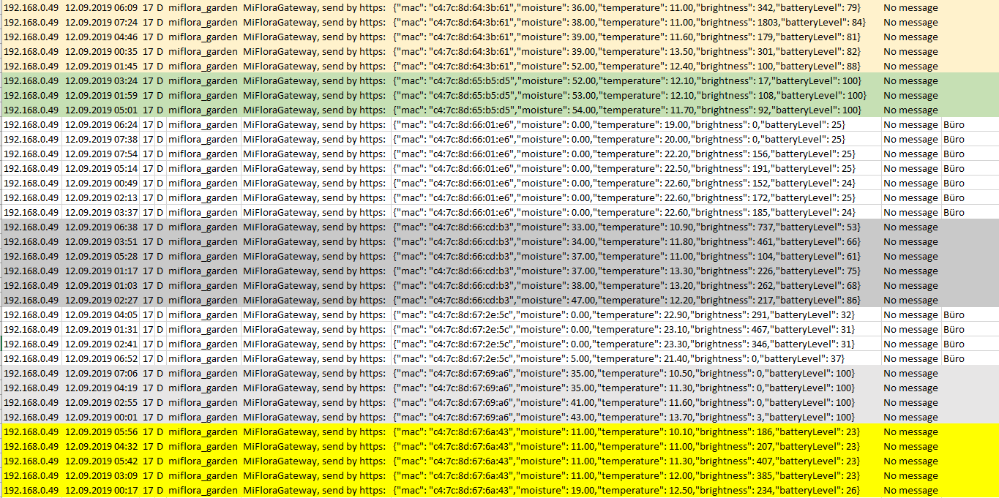 192.168.0.49 12.09.2019 06:09 17 D miflora_garden MiFloraGateway, send by https: {"mac": "c4:7c:8d:64:3b:61","moisture": 36.00,"temperature": 11.00,"brightness": 342,"batteryLevel": 79} No message
192.168.0.49 12.09.2019 07:24 17 D miflora_garden MiFloraGateway, send by https: {"mac": "c4:7c:8d:64:3b:61","moisture": 38.00,"temperature": 11.00,"brightness": 1803,"batteryLevel": 84} No message
192.168.0.49 12.09.2019 04:46 17 D miflora_garden MiFloraGateway, send by https: {"mac": "c4:7c:8d:64:3b:61","moisture": 39.00,"temperature": 11.60,"brightness": 179,"batteryLevel": 81} No message
192.168.0.49 12.09.2019 00:35 17 D miflora_garden MiFloraGateway, send by https: {"mac": "c4:7c:8d:64:3b:61","moisture": 39.00,"temperature": 13.50,"brightness": 301,"batteryLevel": 82} No message
192.168.0.49 12.09.2019 01:45 17 D miflora_garden MiFloraGateway, send by https: {"mac": "c4:7c:8d:64:3b:61","moisture": 52.00,"temperature": 12.40,"brightness": 100,"batteryLevel": 88} No message
192.168.0.49 12.09.2019 03:24 17 D miflora_garden MiFloraGateway, send by https: {"mac": "c4:7c:8d:65:b5:d5","moisture": 52.00,"temperature": 12.10,"brightness": 17,"batteryLevel": 100} No message
192.168.0.49 12.09.2019 01:59 17 D miflora_garden MiFloraGateway, send by https: {"mac": "c4:7c:8d:65:b5:d5","moisture": 53.00,"temperature": 12.10,"brightness": 108,"batteryLevel": 100} No message
192.168.0.49 12.09.2019 05:01 17 D miflora_garden MiFloraGateway, send by https: {"mac": "c4:7c:8d:65:b5:d5","moisture": 54.00,"temperature": 11.70,"brightness": 92,"batteryLevel": 100} No message
192.168.0.49 12.09.2019 06:24 17 D miflora_garden MiFloraGateway, send by https: {"mac": "c4:7c:8d:66:01:e6","moisture": 0.00,"temperature": 19.00,"brightness": 0,"batteryLevel": 25} No message Büro
192.168.0.49 12.09.2019 07:38 17 D miflora_garden MiFloraGateway, send by https: {"mac": "c4:7c:8d:66:01:e6","moisture": 0.00,"temperature": 20.00,"brightness": 0,"batteryLevel": 25} No message Büro
192.168.0.49 12.09.2019 07:54 17 D miflora_garden MiFloraGateway, send by https: {"mac": "c4:7c:8d:66:01:e6","moisture": 0.00,"temperature": 22.20,"brightness": 156,"batteryLevel": 25} No message Büro
192.168.0.49 12.09.2019 05:14 17 D miflora_garden MiFloraGateway, send by https: {"mac": "c4:7c:8d:66:01:e6","moisture": 0.00,"temperature": 22.50,"brightness": 191,"batteryLevel": 25} No message Büro
192.168.0.49 12.09.2019 00:49 17 D miflora_garden MiFloraGateway, send by https: {"mac": "c4:7c:8d:66:01:e6","moisture": 0.00,"temperature": 22.60,"brightness": 152,"batteryLevel": 24} No message Büro
192.168.0.49 12.09.2019 02:13 17 D miflora_garden MiFloraGateway, send by https: {"mac": "c4:7c:8d:66:01:e6","moisture": 0.00,"temperature": 22.60,"brightness": 172,"batteryLevel": 25} No message Büro
192.168.0.49 12.09.2019 03:37 17 D miflora_garden MiFloraGateway, send by https: {"mac": "c4:7c:8d:66:01:e6","moisture": 0.00,"temperature": 22.60,"brightness": 185,"batteryLevel": 24} No message Büro
192.168.0.49 12.09.2019 06:38 17 D miflora_garden MiFloraGateway, send by https: {"mac": "c4:7c:8d:66:cd:b3","moisture": 33.00,"temperature": 10.90,"brightness": 737,"batteryLevel": 53} No message
192.168.0.49 12.09.2019 03:51 17 D miflora_garden MiFloraGateway, send by https: {"mac": "c4:7c:8d:66:cd:b3","moisture": 34.00,"temperature": 11.80,"brightness": 461,"batteryLevel": 66} No message
192.168.0.49 12.09.2019 05:28 17 D miflora_garden MiFloraGateway, send by https: {"mac": "c4:7c:8d:66:cd:b3","moisture": 37.00,"temperature": 11.00,"brightness": 104,"batteryLevel": 61} No message
192.168.0.49 12.09.2019 01:17 17 D miflora_garden MiFloraGateway, send by https: {"mac": "c4:7c:8d:66:cd:b3","moisture": 37.00,"temperature": 13.30,"brightness": 226,"batteryLevel": 75} No message
192.168.0.49 12.09.2019 01:03 17 D miflora_garden MiFloraGateway, send by https: {"mac": "c4:7c:8d:66:cd:b3","moisture": 38.00,"temperature": 13.20,"brightness": 262,"batteryLevel": 68} No message
192.168.0.49 12.09.2019 02:27 17 D miflora_garden MiFloraGateway, send by https: {"mac": "c4:7c:8d:66:cd:b3","moisture": 47.00,"temperature": 12.20,"brightness": 217,"batteryLevel": 86} No message
192.168.0.49 12.09.2019 04:05 17 D miflora_garden MiFloraGateway, send by https: {"mac": "c4:7c:8d:67:2e:5c","moisture": 0.00,"temperature": 22.90,"brightness": 291,"batteryLevel": 32} No message Büro
192.168.0.49 12.09.2019 01:31 17 D miflora_garden MiFloraGateway, send by https: {"mac": "c4:7c:8d:67:2e:5c","moisture": 0.00,"temperature": 23.10,"brightness": 467,"batteryLevel": 31} No message Büro
192.168.0.49 12.09.2019 02:41 17 D miflora_garden MiFloraGateway, send by https: {"mac": "c4:7c:8d:67:2e:5c","moisture": 0.00,"temperature": 23.30,"brightness": 346,"batteryLevel": 31} No message Büro
192.168.0.49 12.09.2019 06:52 17 D miflora_garden MiFloraGateway, send by https: {"mac": "c4:7c:8d:67:2e:5c","moisture": 5.00,"temperature": 21.40,"brightness": 0,"batteryLevel": 37} No message Büro
192.168.0.49 12.09.2019 07:06 17 D miflora_garden MiFloraGateway, send by https: {"mac": "c4:7c:8d:67:69:a6","moisture": 35.00,"temperature": 10.50,"brightness": 0,"batteryLevel": 100} No message
192.168.0.49 12.09.2019 04:19 17 D miflora_garden MiFloraGateway, send by https: {"mac": "c4:7c:8d:67:69:a6","moisture": 35.00,"temperature": 11.30,"brightness": 0,"batteryLevel": 100} No message
192.168.0.49 12.09.2019 02:55 17 D miflora_garden MiFloraGateway, send by https: {"mac": "c4:7c:8d:67:69:a6","moisture": 41.00,"temperature": 11.60,"brightness": 0,"batteryLevel": 100} No message
192.168.0.49 12.09.2019 00:01 17 D miflora_garden MiFloraGateway, send by https: {"mac": "c4:7c:8d:67:69:a6","moisture": 43.00,"temperature": 13.70,"brightness": 3,"batteryLevel": 100} No message
192.168.0.49 12.09.2019 05:56 17 D miflora_garden MiFloraGateway, send by https: {"mac": "c4:7c:8d:67:6a:43","moisture": 11.00,"temperature": 10.10,"brightness": 186,"batteryLevel": 23} No message
192.168.0.49 12.09.2019 04:32 17 D miflora_garden MiFloraGateway, send by https: {"mac": "c4:7c:8d:67:6a:43","moisture": 11.00,"temperature": 11.00,"brightness": 207,"batteryLevel": 23} No message
192.168.0.49 12.09.2019 05:42 17 D miflora_garden MiFloraGateway, send by https: {"mac": "c4:7c:8d:67:6a:43","moisture": 11.00,"temperature": 11.30,"brightness": 407,"batteryLevel": 23} No message
192.168.0.49 12.09.2019 03:09 17 D miflora_garden MiFloraGateway, send by https: {"mac": "c4:7c:8d:67:6a:43","moisture": 11.00,"temperature": 12.00,"brightness": 385,"batteryLevel": 23} No message
192.168.0.49 12.09.2019 00:17 17 D miflora_garden MiFloraGateway, send by https: {"mac": "c4:7c:8d:67:6a:43","moisture": 19.00,"temperature": 12.50,"brightness": 234,"batteryLevel": 26} No message